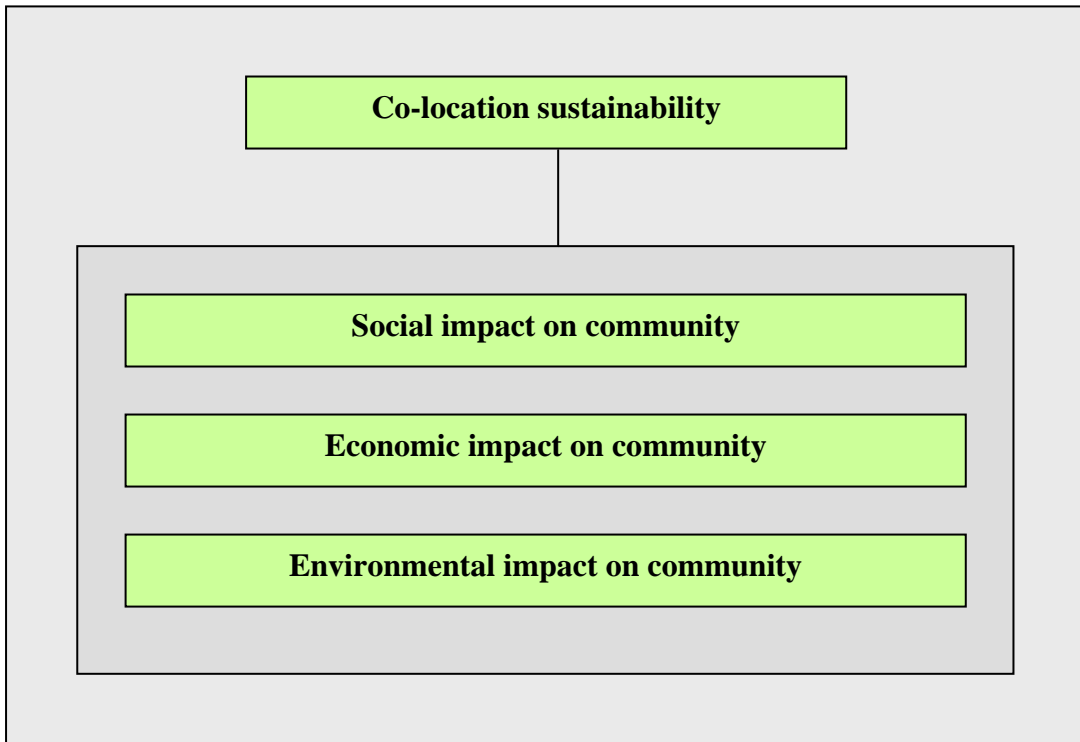 Co-location sustainability
Social impact on community
Economic impact on community
Environmental impact on community